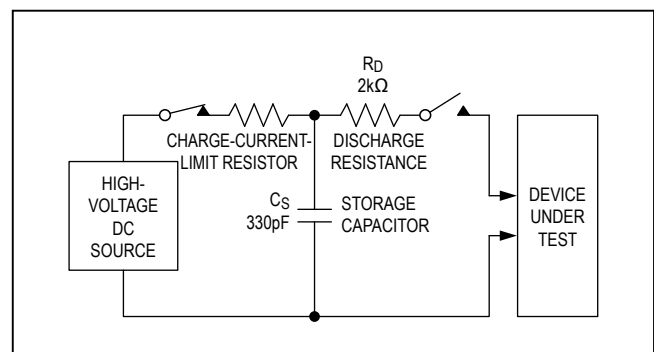 RD
2kΩ
CHARGE-CURRENT-
LIMIT RESISTOR
DISCHARGE
RESISTANCE
HIGH-
VOLTAGE
DC
SOURCE
CS
330pF
STORAGE
CAPACITOR
DEVICE
UNDER
TEST